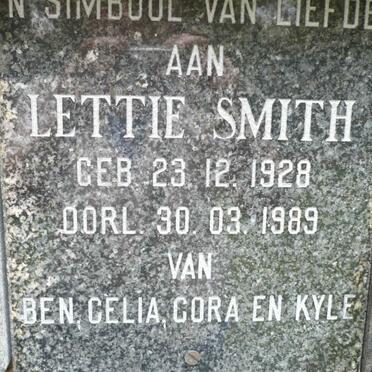 'N SIMBOOL VAN LIEFDE
AAN
LETTIE SMITH
GEB. 23. 12. 1928
OORL. 30. 03. 1989
VAN
BEN, CELIA, CORA EN KYLE